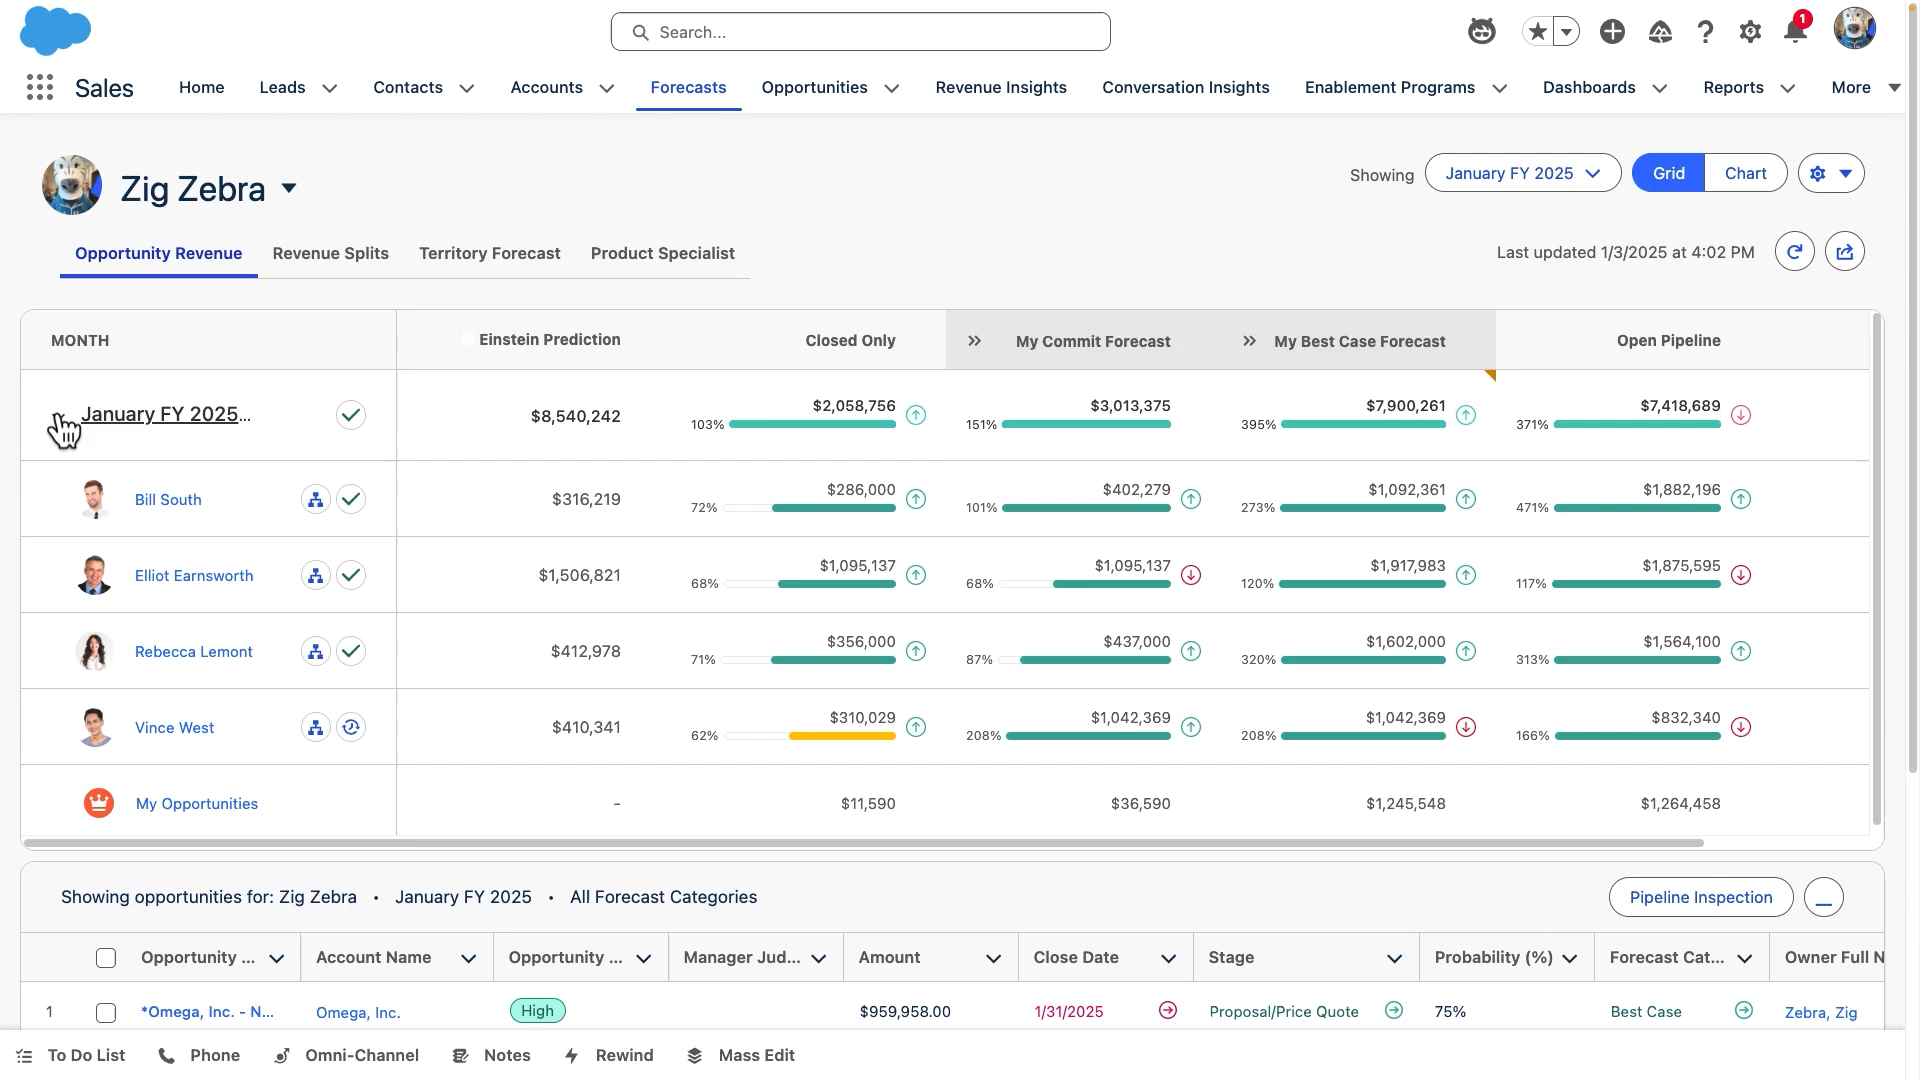 Search...
1
Sales
Home
Leads
Contacts
Accounts
Forecasts
Opportunities
Revenue Insights
Conversation Insights
Enablement Programs
Dashboards
Reports
More
Zig Zebra
Showing
January FY 2025
Grid
Chart
Opportunity Revenue
Revenue Splits
Territory Forecast
Product Specialist
Last updated 1/3/2025 at 4:02 PM
MONTH
Einstein Prediction
Closed Only
My Commit Forecast
My Best Case Forecast
Open Pipeline
January FY 2025...
$8,540,242
$2,058,756
103%
$3,013,375
151%
$7,900,261
395%
$7,418,689
371%
Bill South
$316,219
$286,000
72%
$402,279
101%
$1,092,361
273%
$1,882,196
471%
Elliot Earnsworth
$1,506,821
$1,095,137
68%
$1,095,137
68%
$1,917,983
120%
$1,875,595
117%
Rebecca Lemont
$412,978
$356,000
71%
$437,000
87%
$1,602,000
320%
$1,564,100
313%
Vince West
$410,341
$310,029
62%
$1,042,369
208%
$1,042,369
208%
$832,340
166%
My Opportunities
-
$11,590
$36,590
$1,245,548
$1,264,458
Showing opportunities for: Zig Zebra • January FY 2025 • All Forecast Categories
Pipeline Inspection
Opportunity ...
Account Name
Opportunity ...
Manager Jud...
Amount
Close Date
Stage
Probability (%)
Forecast Cat...
Owner Full N
1
*Omega, Inc. - N...
Omega, Inc.
High
$959,958.00
1/31/2025
Proposal/Price Quote
75%
Best Case
Zebra, Zig
To Do List
Phone
Omni-Channel
Notes
Rewind
Mass Edit